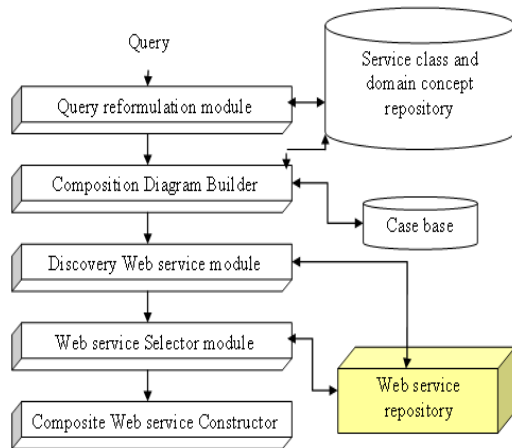 Query
Service class and
domain concept
repository
Query reformulation module
Composition Diagram Builder
Case base
Discovery Web service module
Web service Selector module
Web service
repository
Composite Web service Constructor